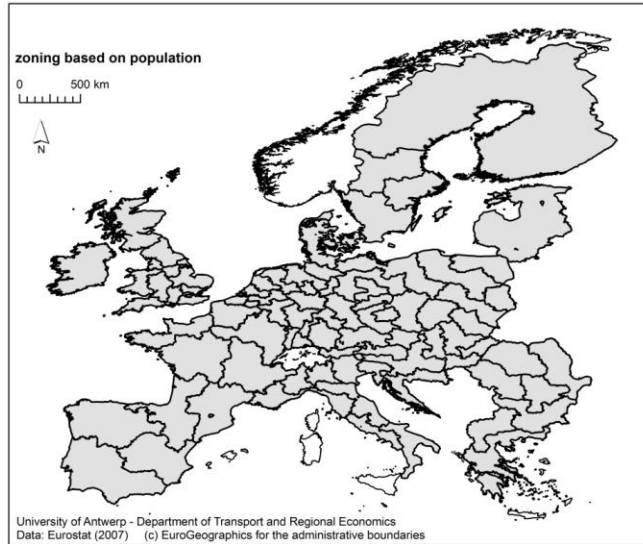 zoning based on population
0 500 km
N
University of Antwerp - Department of Transport and Regional Economics
Data: Eurostat (2007) (c) EuroGeographics for the administrative boundaries